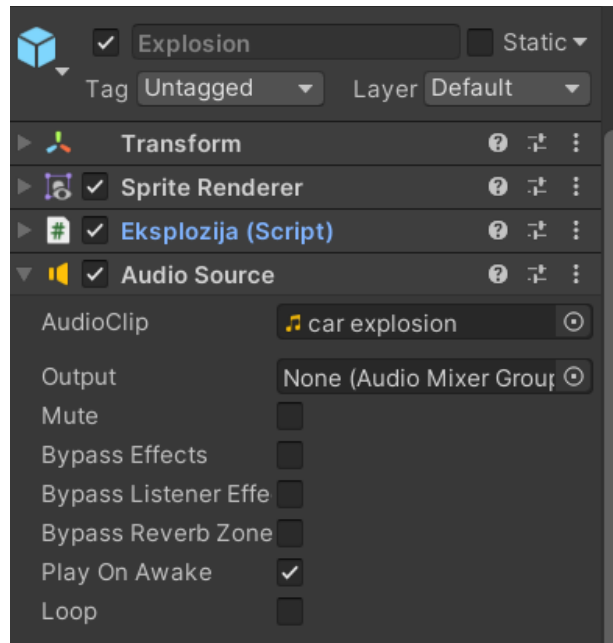 Explosion Static
Tag Untagged Layer Default
Transform
Sprite Renderer
# Eksplozija (Script)
Audio Source
AudioClip car explosion
Output None (Audio Mixer Group
Mute
Bypass Effects
Bypass Listener Effe
Bypass Reverb Zone
Play On Awake
Loop